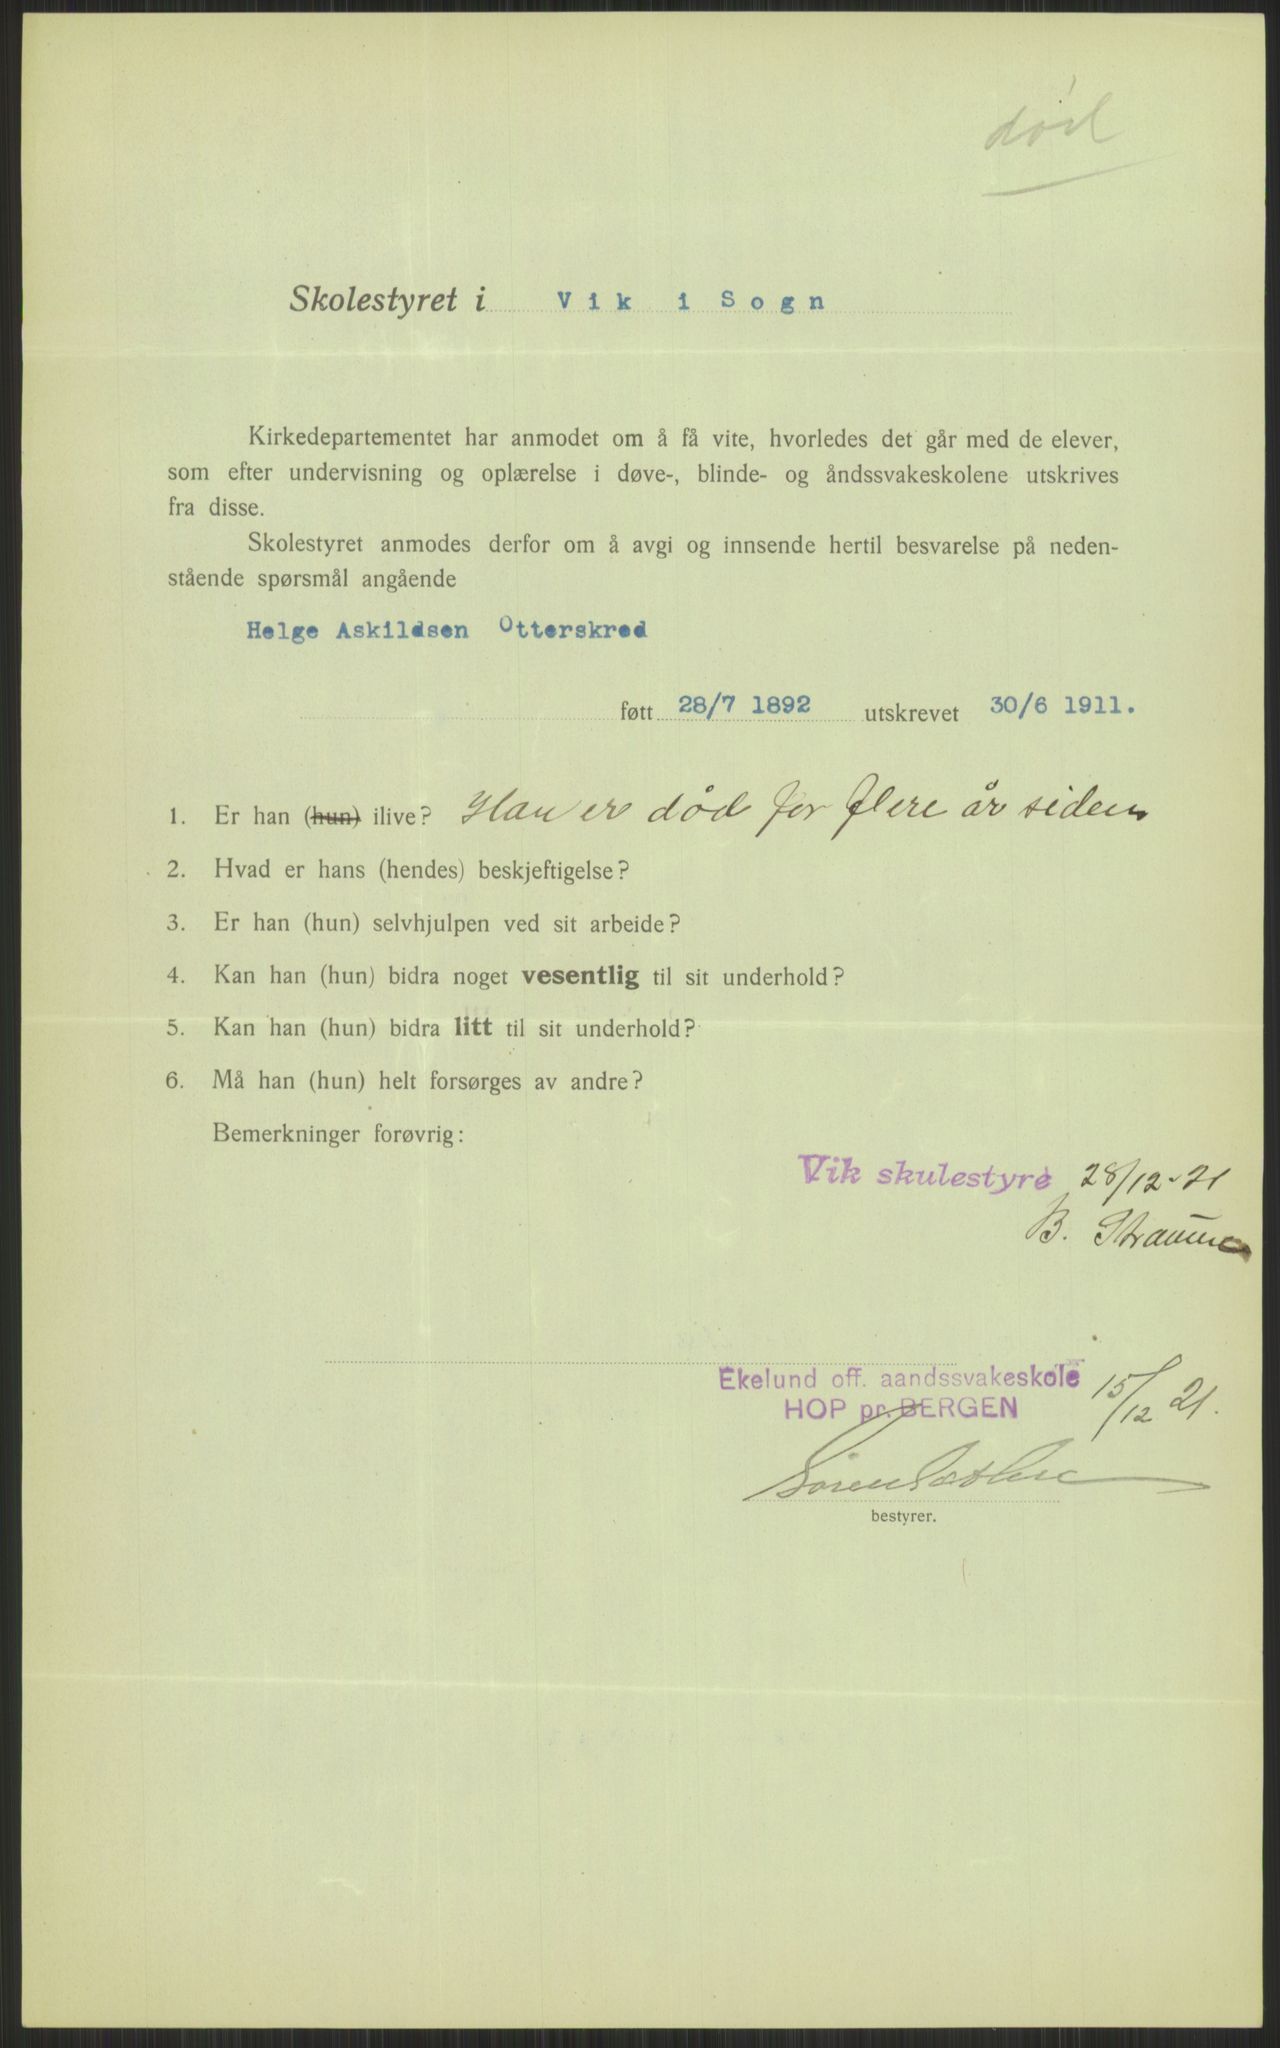 død
Skolestyret i Vik i Sogn
Kirkedepartementet har anmodet om å få vite, hvorledes det går med de elever,
som efter undervisning og oplærelse i døve-, blinde- og åndssvakeskolene utskrives
fra disse.
Skolestyret anmodes derfor om å avgi og innsende hertil besvarelse på neden-
stående spørsmål angående
Helge Askildsen Otterskred
født 28/7 1892 utskrevet 30/6 1911.
1. Er han (hun) ilive? Han er død for flere år siden
2. Hvad er hans (hendes) beskjeftigelse?
3. Er han (hun) selvhjulpen ved sit arbeide?
4. Kan han (hun) bidra noget vesentlig til sit underhold?
5. Kan han (hun) bidra litt til sit underhold?
6. Må han (hun) helt forsørges av andre?
Bemerkninger forøvrig:
Vik skulestyre 28/12-21
B. Straume
Ekelund off. aandssvakeskole 15/12 21.
HOP pr. BERGEN
Søren
bestyrer.